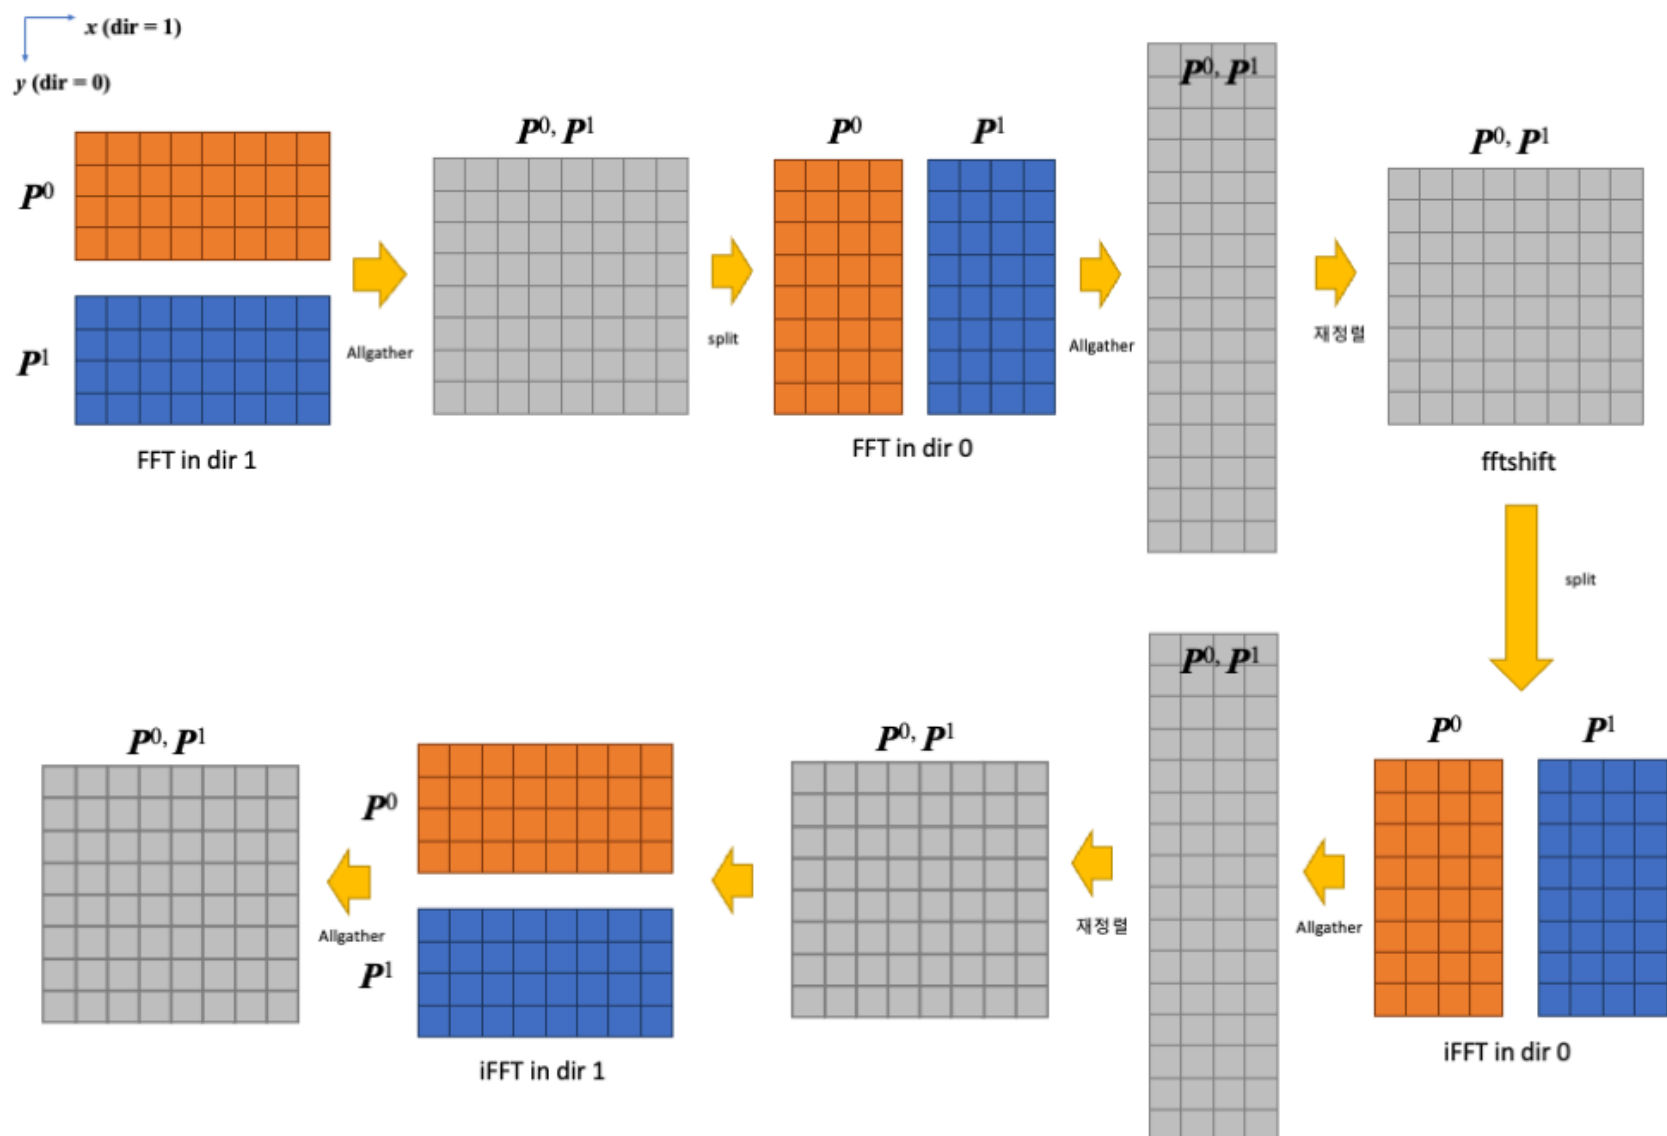 x (dir = 1)
y (dir = 0)
P⁰
P¹
FFT in dir 1
Allgather
P⁰, P¹
split
P⁰
P¹
FFT in dir 0
Allgather
P⁰, P¹
재정렬
P⁰, P¹
fftshift
split
P⁰
P¹
iFFT in dir 0
Allgather
P⁰, P¹
재정렬
P⁰, P¹
P⁰
P¹
iFFT in dir 1
Allgather
P⁰, P¹